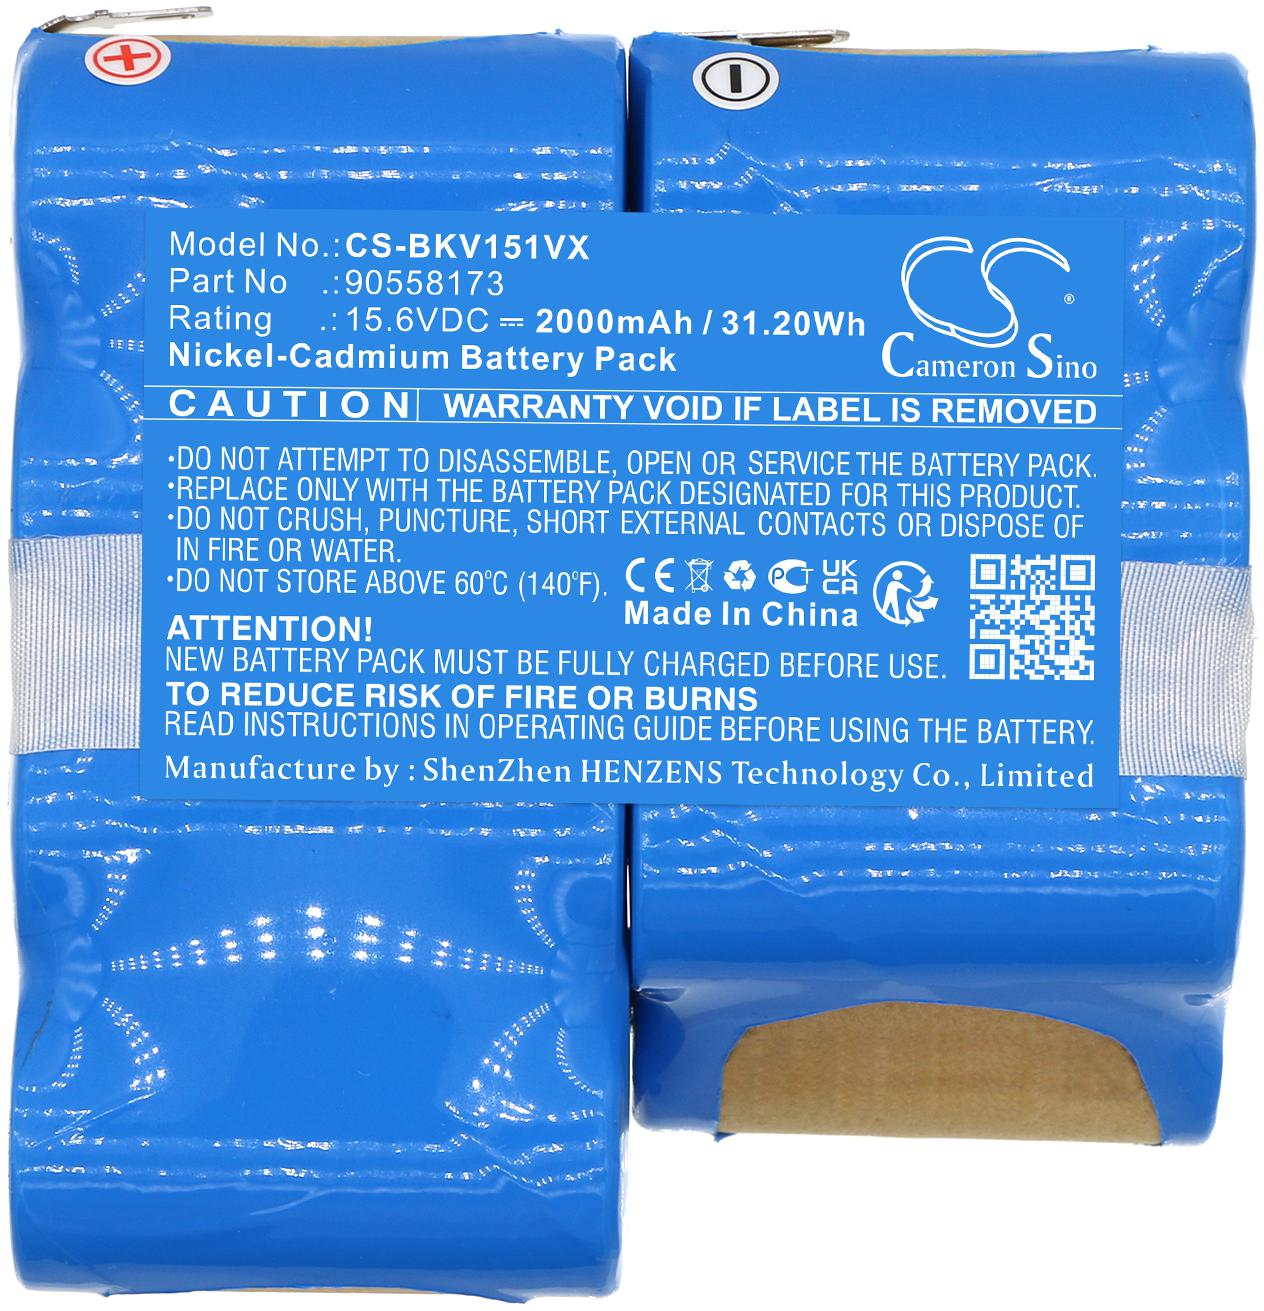 +
-
Model No.:CS-BKV151VX
Part No .:90558173
Rating .:15.6VDC ⎓ 2000mAh / 31.20Wh
Nickel-Cadmium Battery Pack
Cameron Sino ®
CAUTION WARRANTY VOID IF LABEL IS REMOVED
•DO NOT ATTEMPT TO DISASSEMBLE, OPEN OR SERVICE THE BATTERY PACK.
•REPLACE ONLY WITH THE BATTERY PACK DESIGNATED FOR THIS PRODUCT.
•DO NOT CRUSH, PUNCTURE, SHORT EXTERNAL CONTACTS OR DISPOSE OF
IN FIRE OR WATER.
•DO NOT STORE ABOVE 60°C (140°F).
CE PCT UK
CA
Made In China
ATTENTION!
NEW BATTERY PACK MUST BE FULLY CHARGED BEFORE USE.
TO REDUCE RISK OF FIRE OR BURNS
READ INSTRUCTIONS IN OPERATING GUIDE BEFORE USING THE BATTERY.
Manufacture by : ShenZhen HENZENS Technology Co., Limited